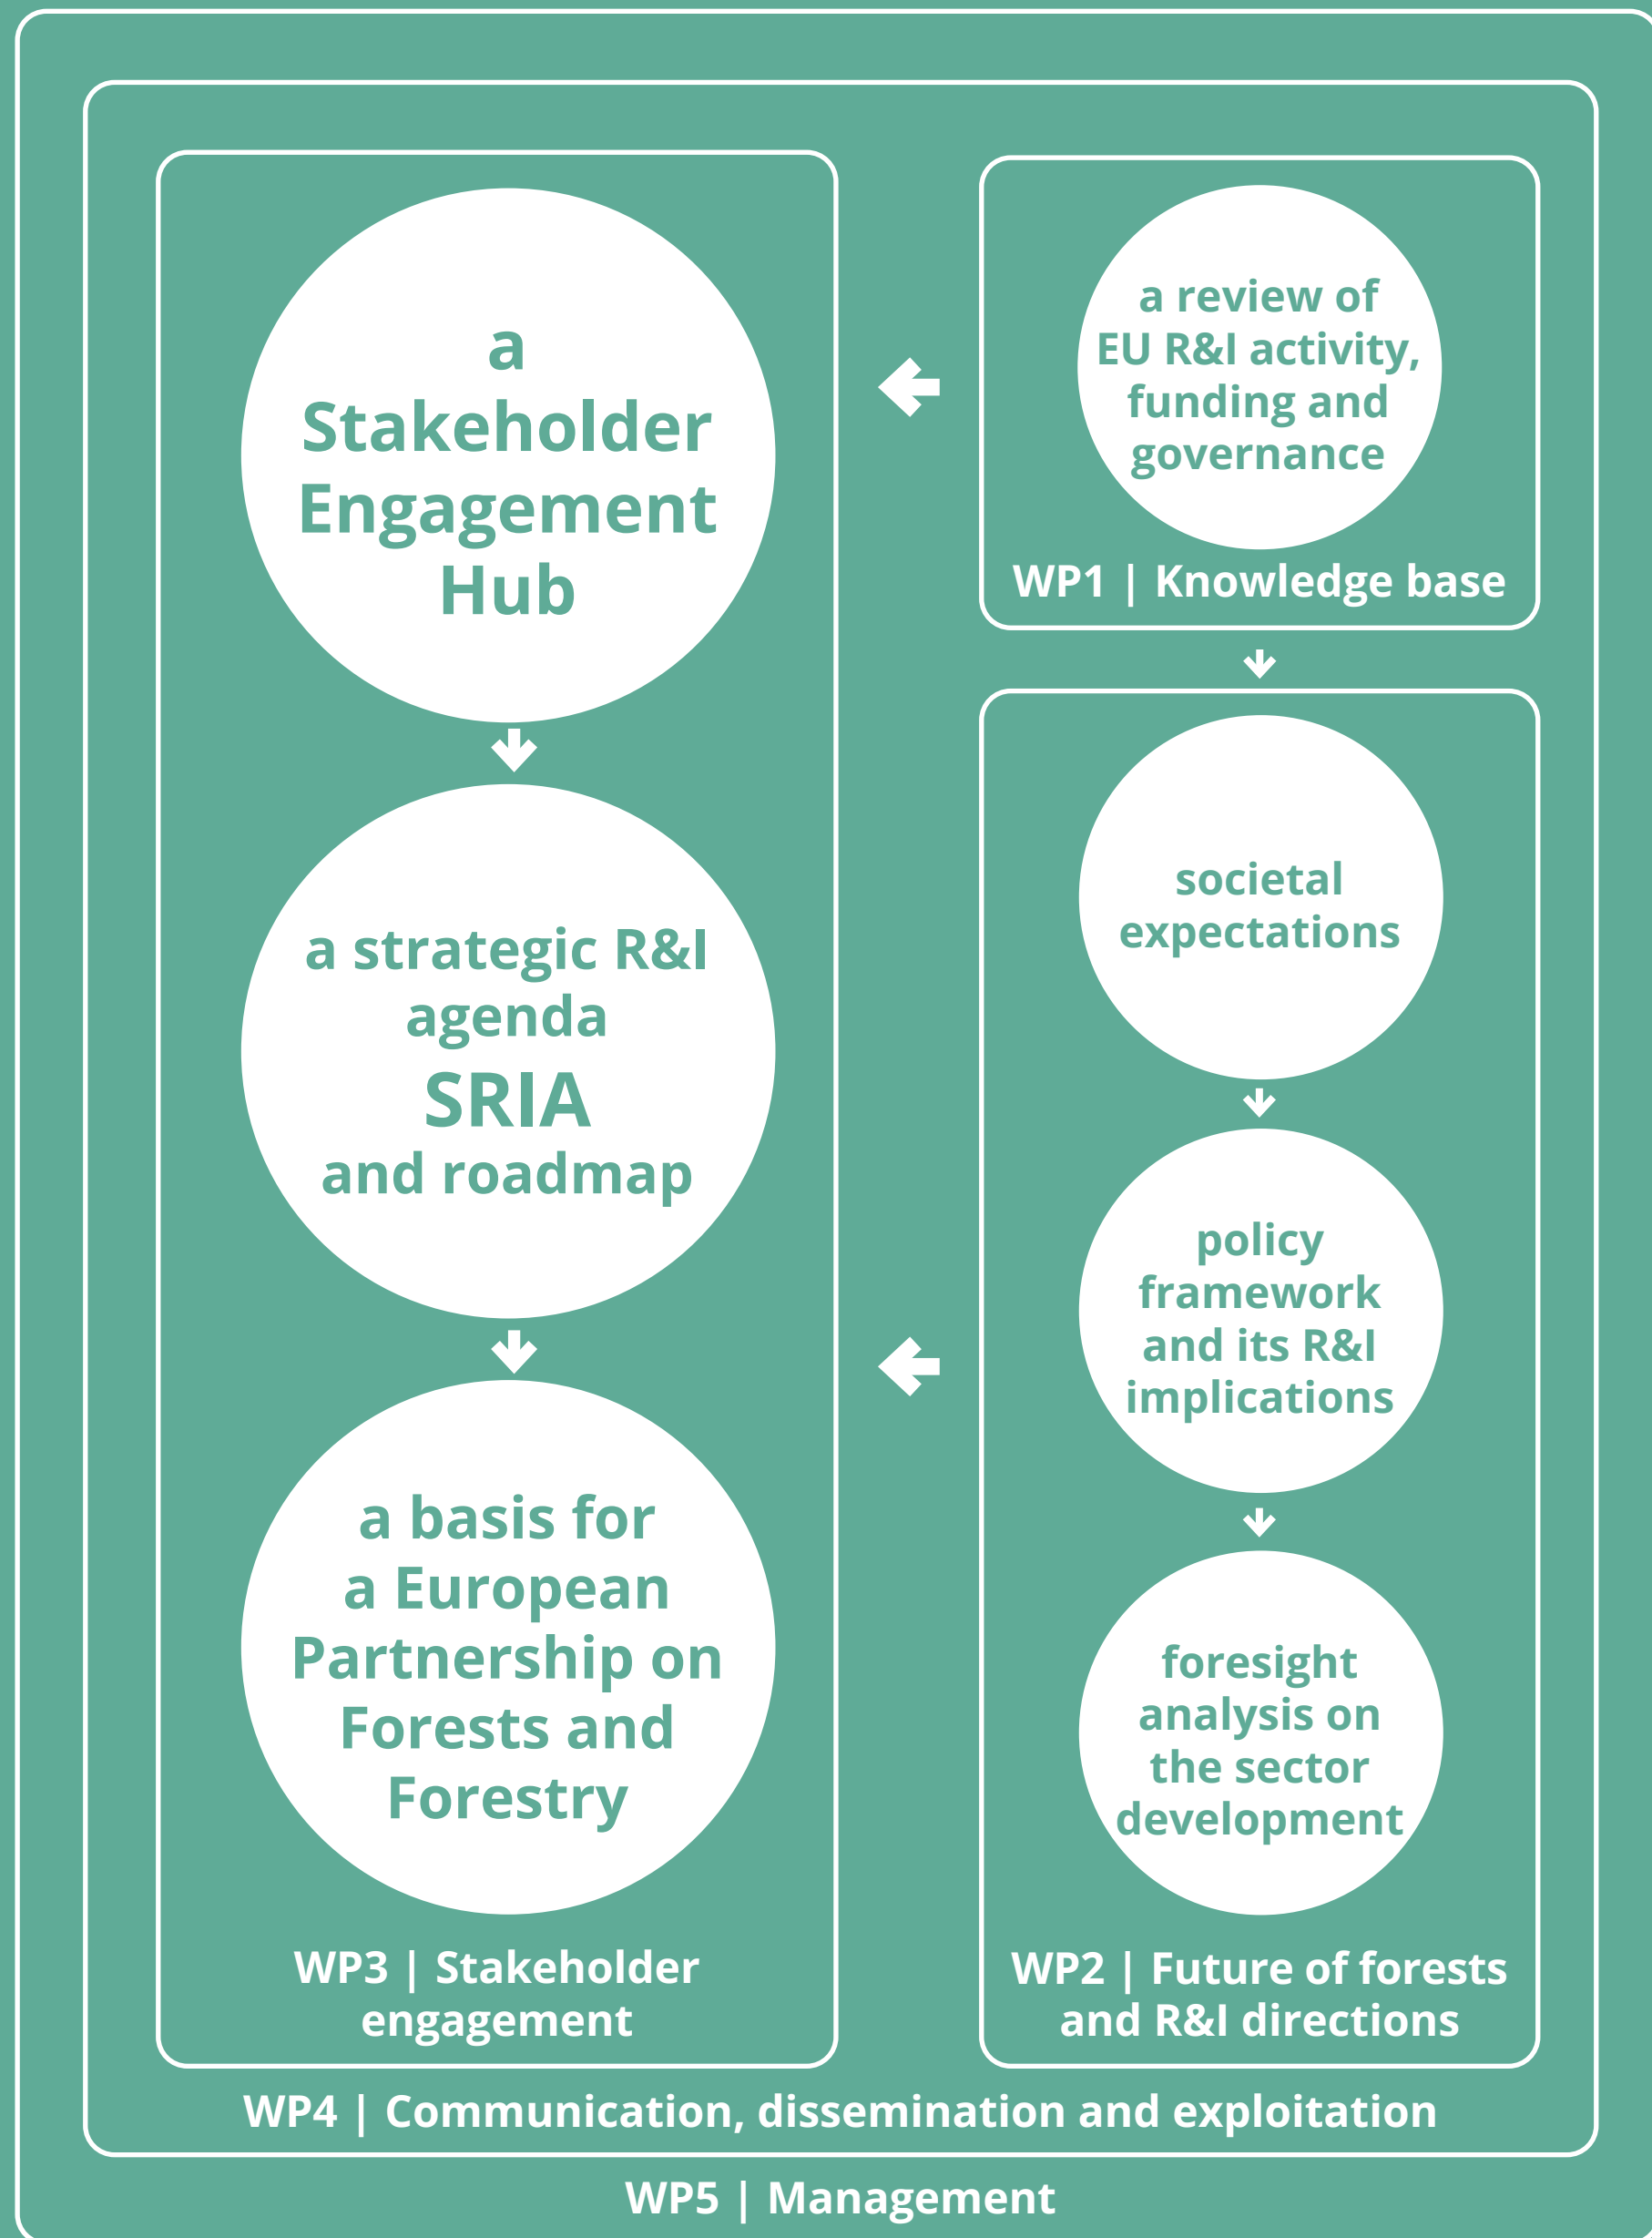 a
Stakeholder
Engagement
Hub
a strategic R&I
agenda
SRIA
and roadmap
a basis for
a European
Partnership on
Forests and
Forestry
WP3 | Stakeholder
engagement
a review of
EU R&I activity,
funding and
governance
WP1 | Knowledge base
societal
expectations
policy
framework
and its R&I
implications
foresight
analysis on
the sector
development
WP2 | Future of forests
and R&I directions
WP4 | Communication, dissemination and exploitation
WP5 | Management